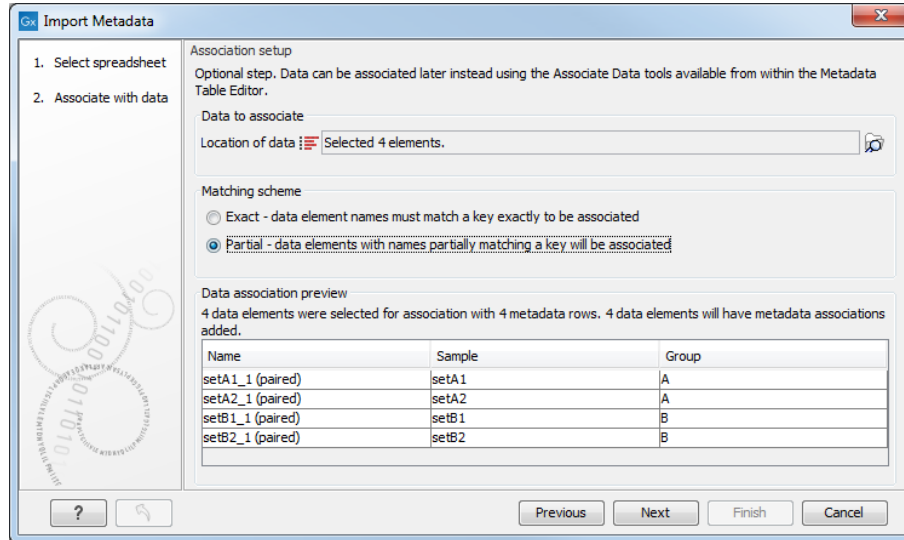 Gx Import Metadata
1. Select spreadsheet
2. Associate with data
Association setup
Optional step. Data can be associated later instead using the Associate Data tools available from within the Metadata
Table Editor.
Data to associate
Location of data Selected 4 elements.
Matching scheme
Exact - data element names must match a key exactly to be associated
Partial - data elements with names partially matching a key will be associated
Data association preview
4 data elements were selected for association with 4 metadata rows. 4 data elements will have metadata associations
added.
Name Sample Group
setA1_1 (paired) setA1 A
setA2_1 (paired) setA2 A
setB1_1 (paired) setB1 B
setB2_1 (paired) setB2 B
? Previous Next Finish Cancel